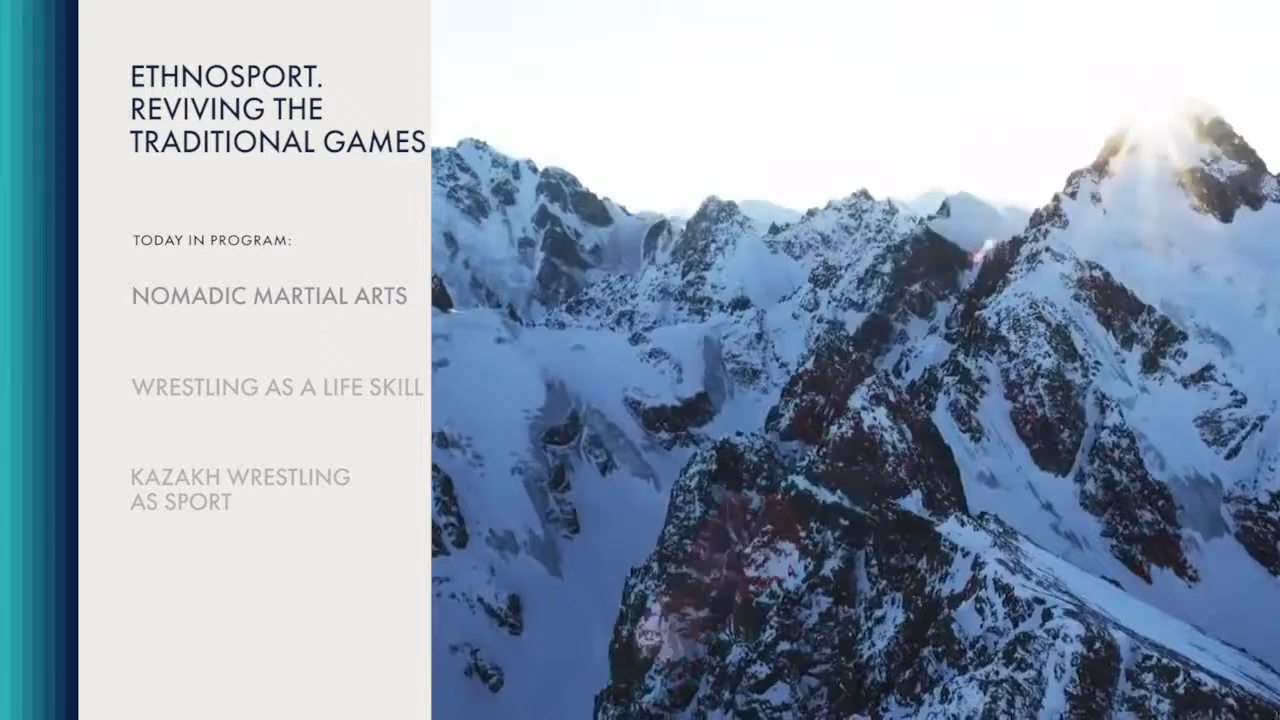 ETHNOSPORT.
REVIVING THE
TRADITIONAL GAMES
TODAY IN PROGRAM:
NOMADIC MARTIAL ARTS
WRESTLING AS A LIFE SKILL
KAZAKH WRESTLING
AS SPORT